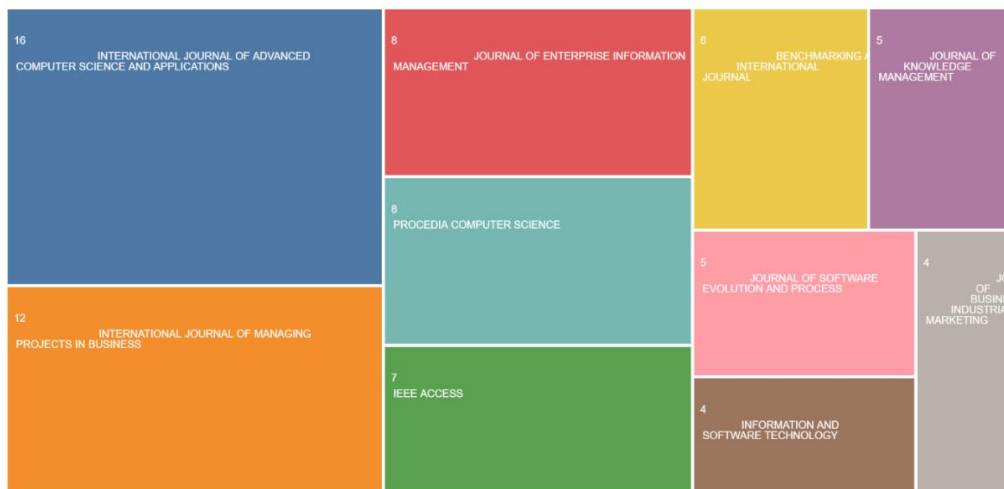 16
INTERNATIONAL JOURNAL OF ADVANCED
COMPUTER SCIENCE AND APPLICATIONS
12
INTERNATIONAL JOURNAL OF MANAGING
PROJECTS IN BUSINESS
8
JOURNAL OF ENTERPRISE INFORMATION
MANAGEMENT
8
PROCEDIA COMPUTER SCIENCE
7
IEEE ACCESS
6
BENCHMARKING
INTERNATIONAL
JOURNAL
5
JOURNAL OF
KNOWLEDGE
MANAGEMENT
5
JOURNAL OF SOFTWARE
EVOLUTION AND PROCESS
4
INFORMATION AND
SOFTWARE TECHNOLOGY
4
OF
MARKETING